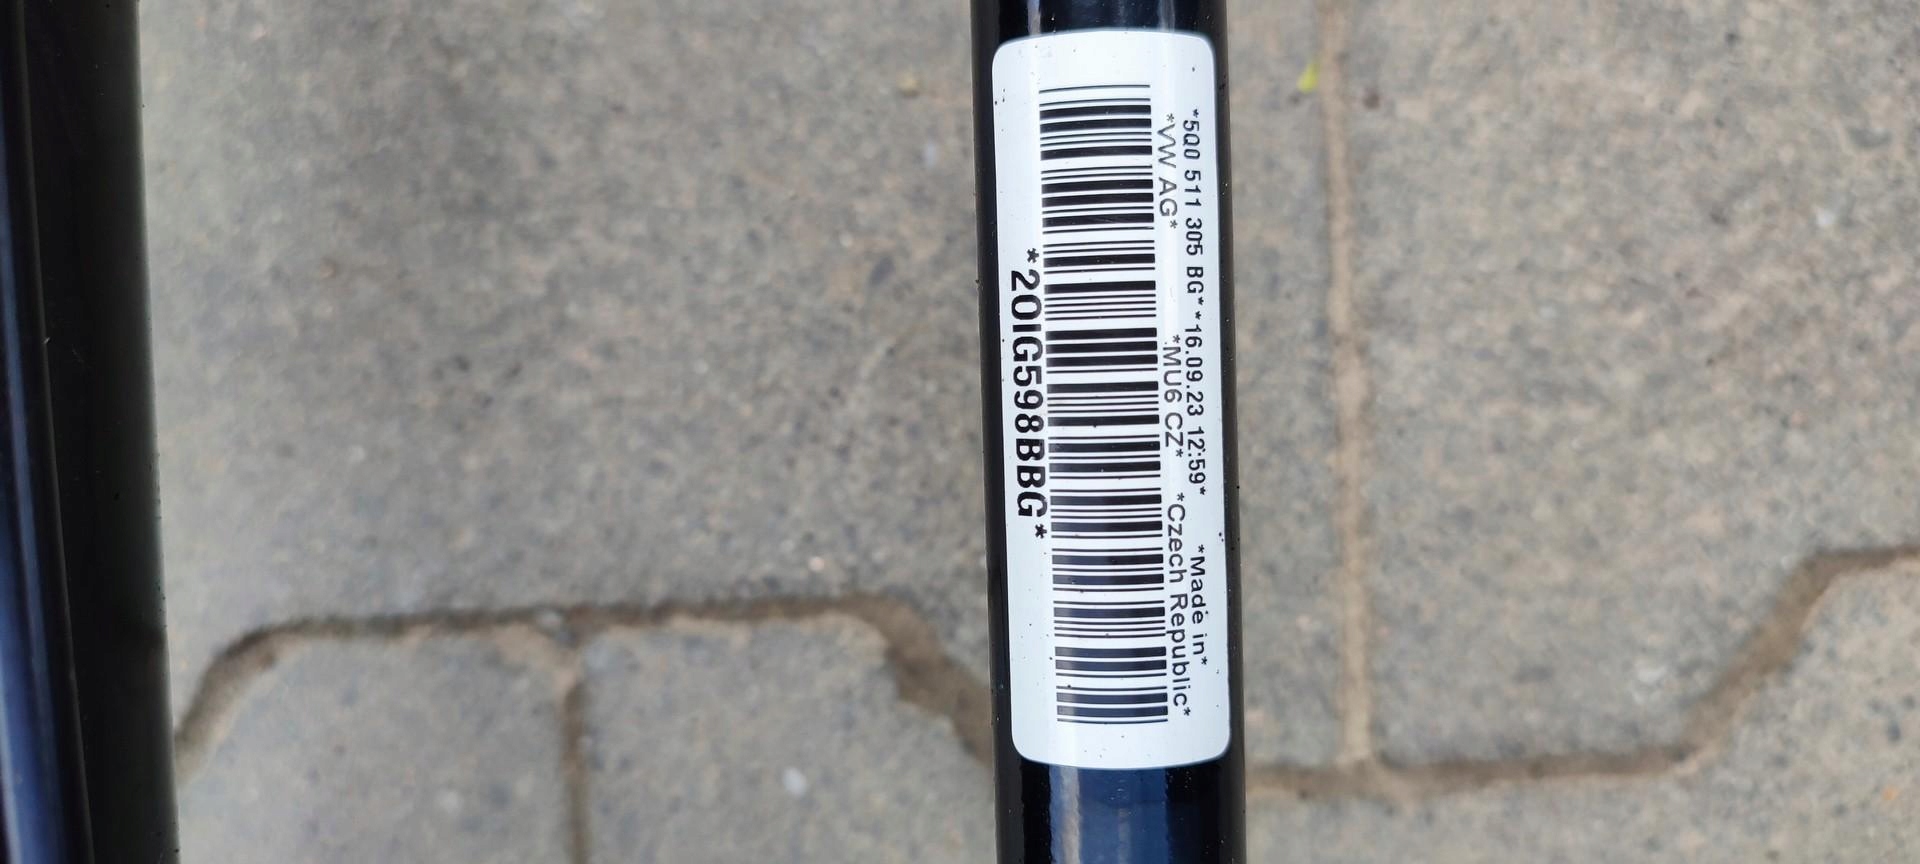 *5Q0 511 305 BG* *16.09.23 12:59* *Made in*
*VW AG* *MU6 CZ* *Czech Republic*
*20IG598BBG*